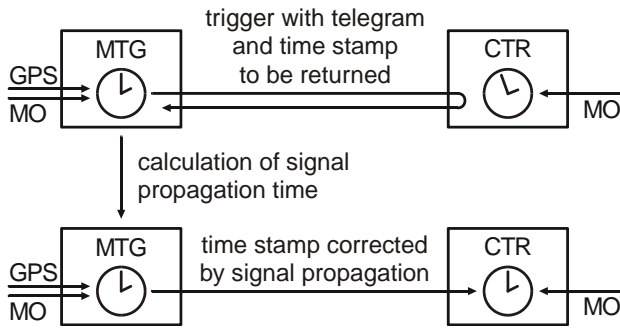 trigger with telegram
and time stamp
to be returned
MTG
CTR
GPS
MO
MO
calculation of signal
propagation time
MTG
time stamp corrected
by signal propagation
CTR
GPS
MO
MO